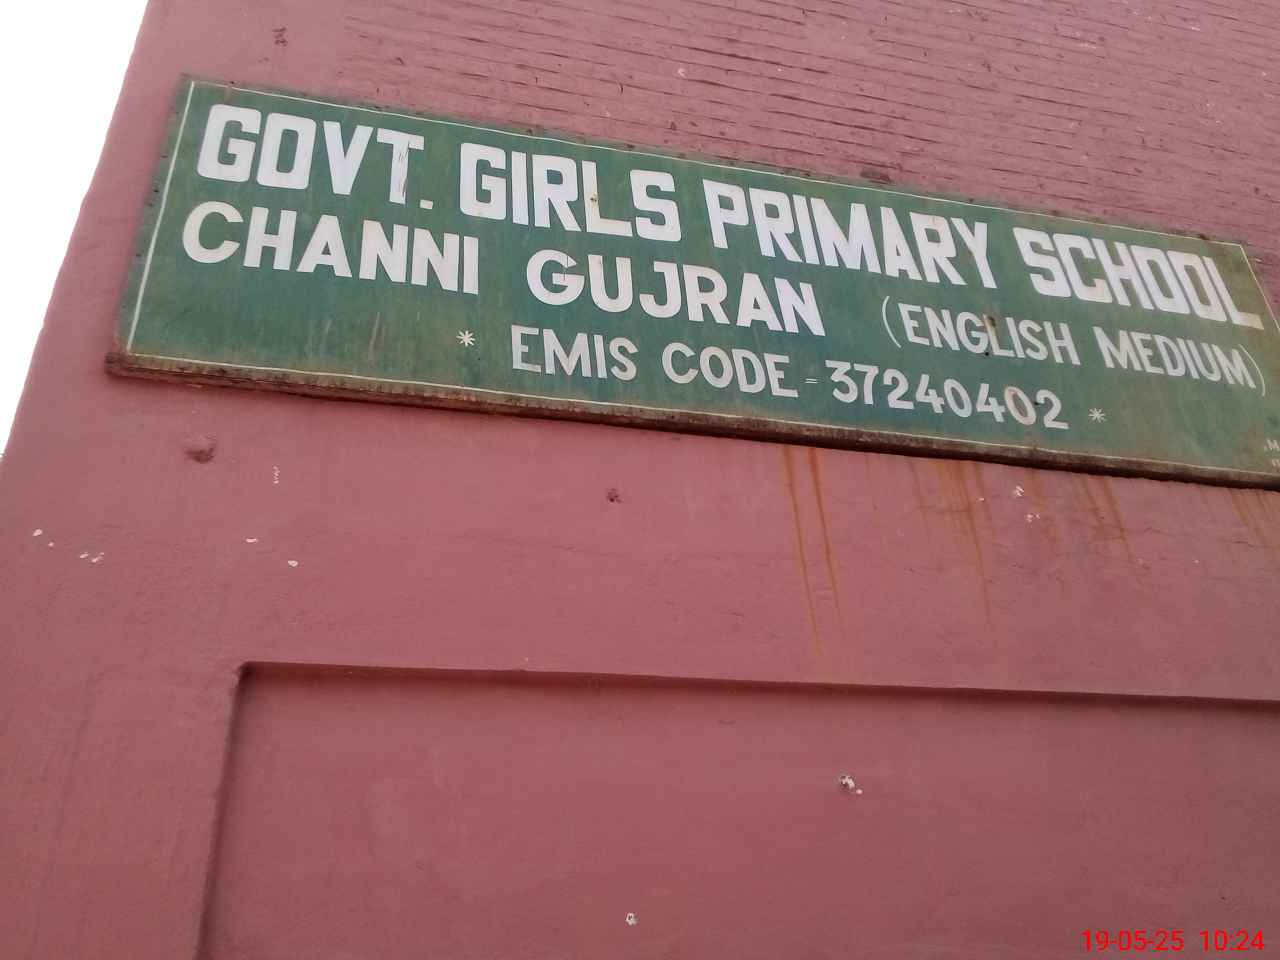 GOVT. GIRLS PRIMARY SCHOOL
CHANNI GUJRAN (ENGLISH MEDIUM)
* EMIS CODE = 37240402 *
19-05-25 10:24